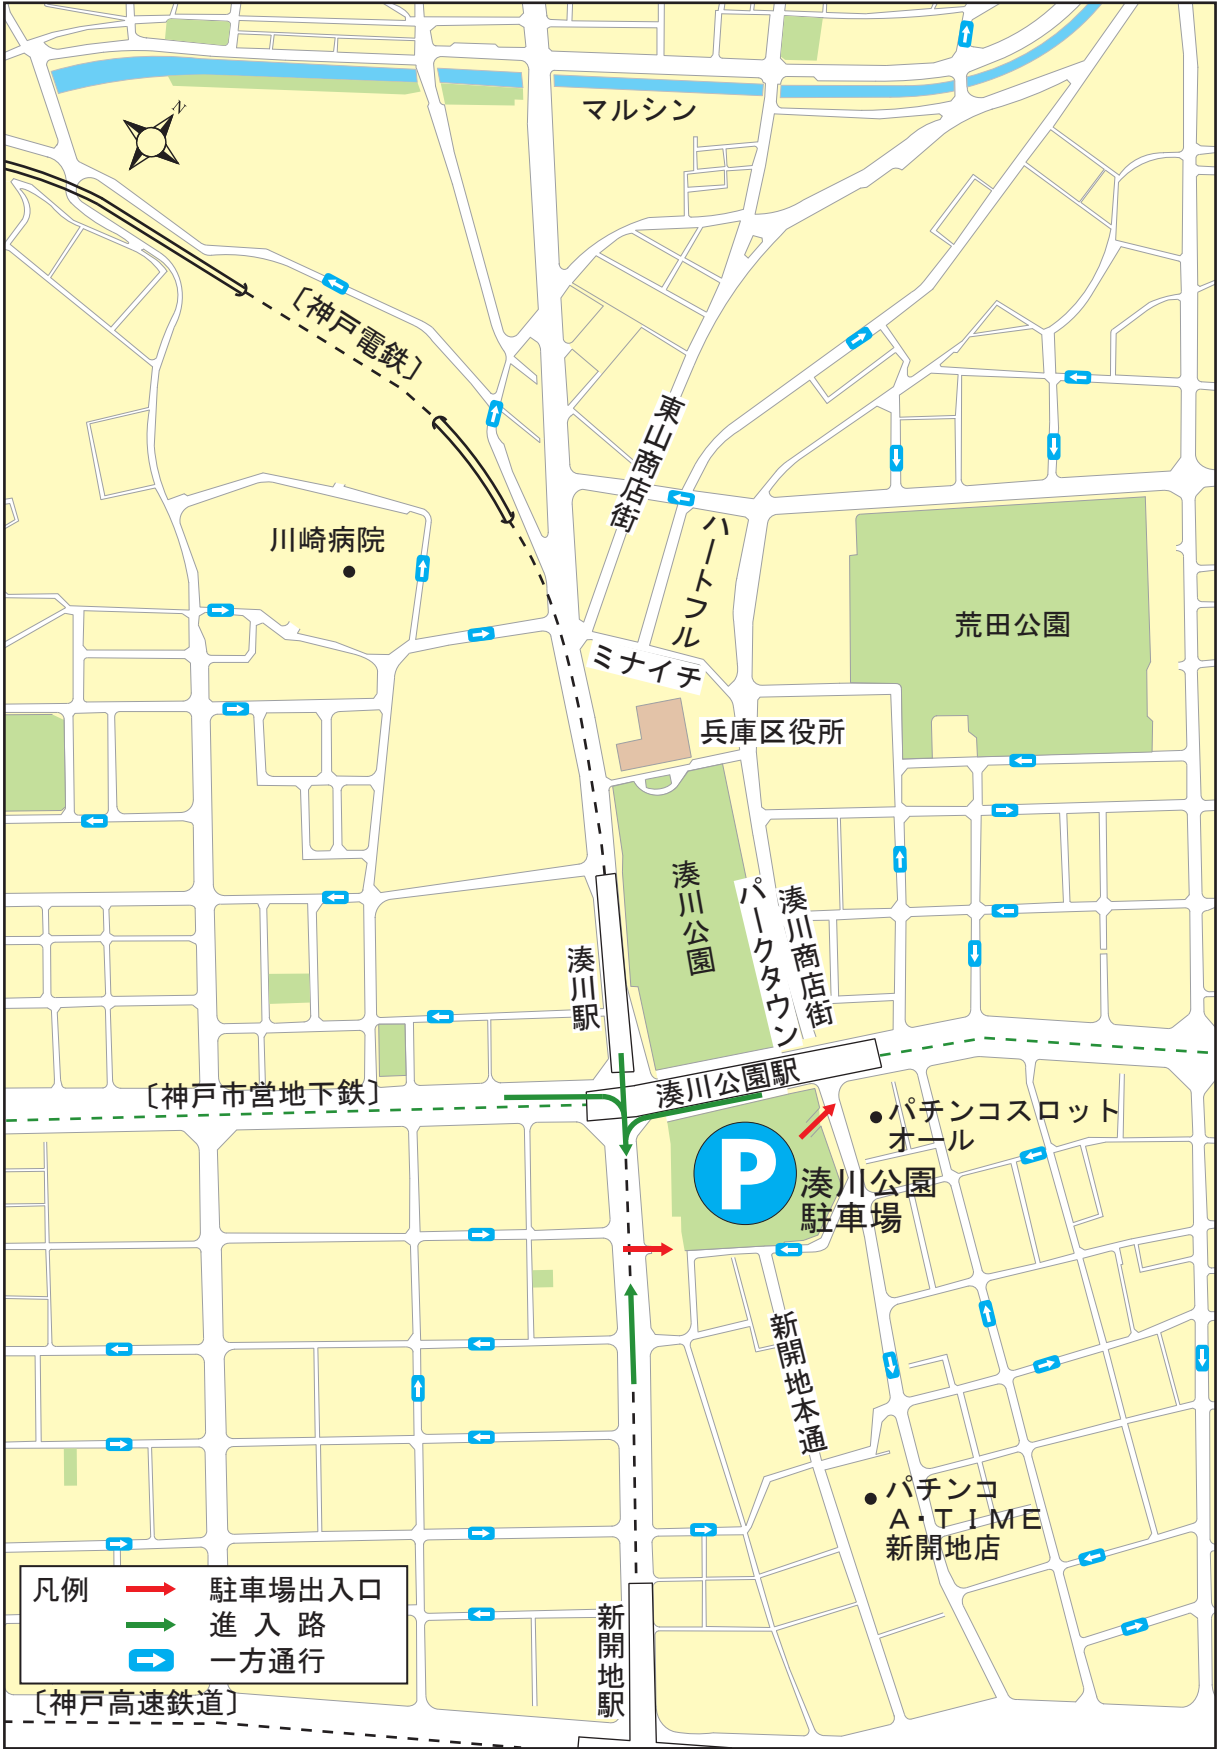 N
マルシン
〔神戸電鉄〕
東山商店街
ハートフル
川崎病院
荒田公園
ミナイチ
兵庫区役所
湊川公園
パークタウン
湊川商店街
湊川駅
湊川公園駅
〔神戸市営地下鉄〕
パチンコスロット
オール
P
湊川公園
駐車場
新開地本通
パチンコ
A・TIME
新開地店
凡例
駐車場出入口
進入路
一方通行
新開地駅
〔神戸高速鉄道〕